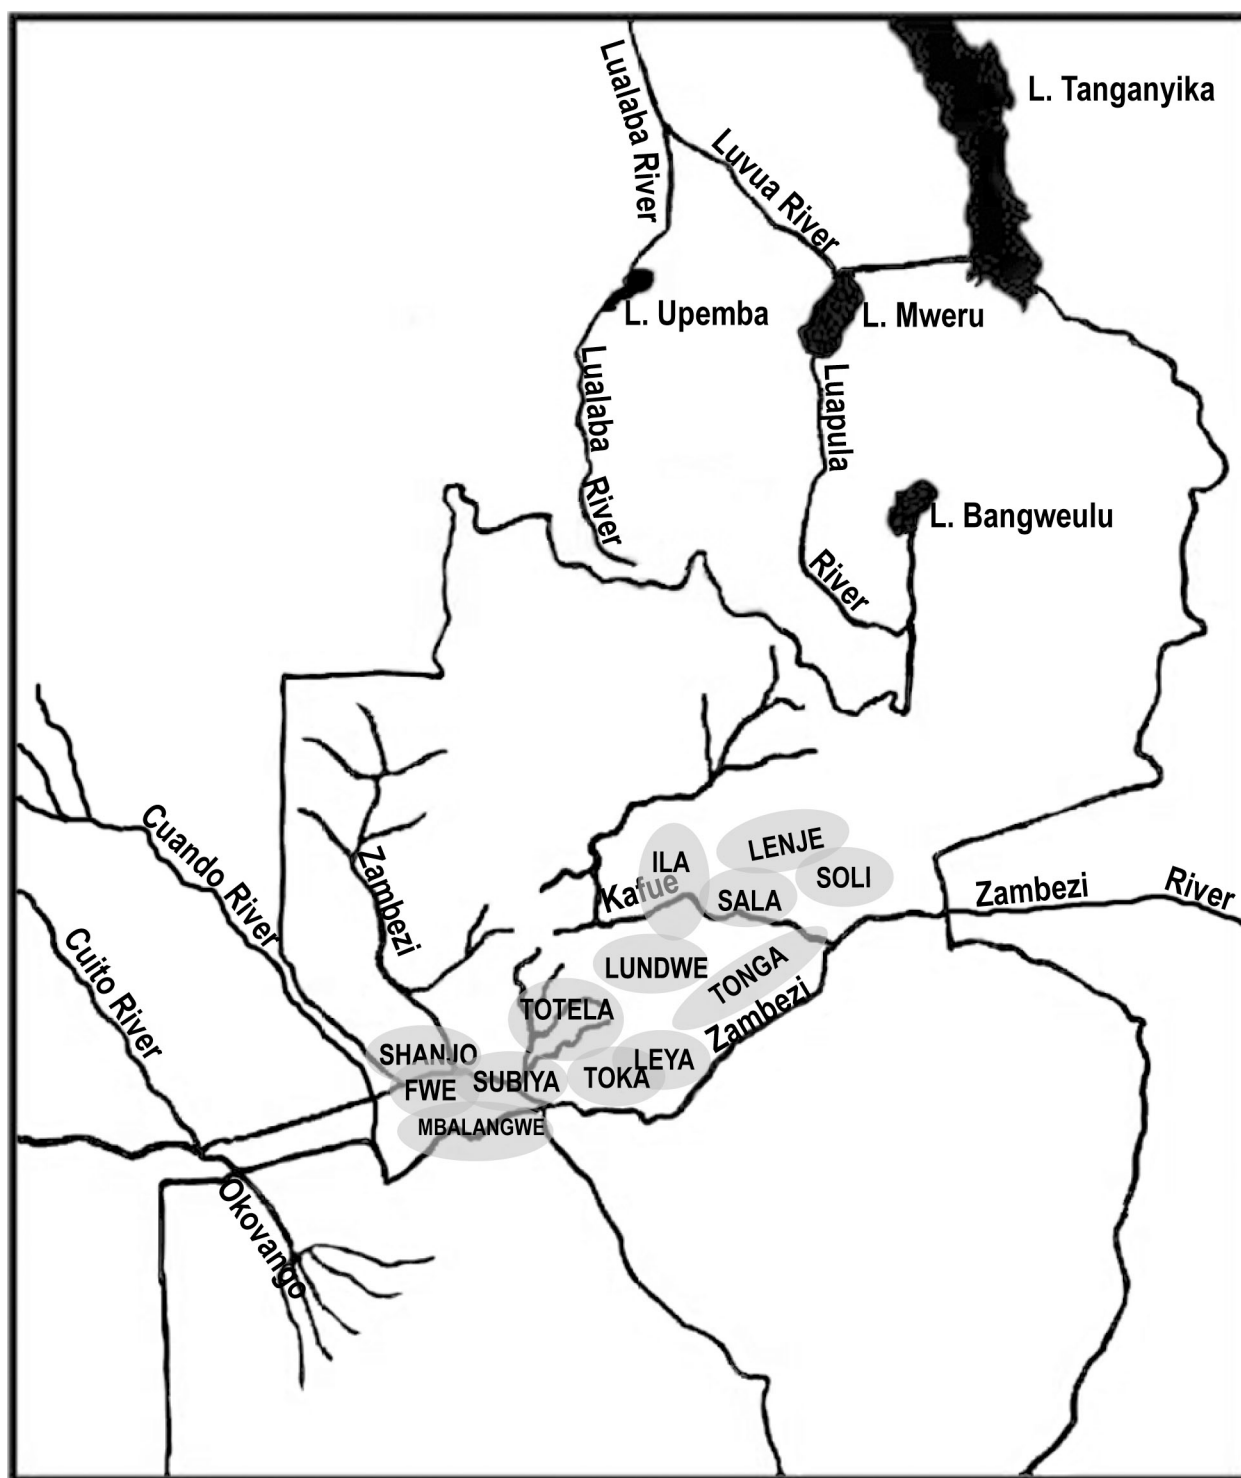 Lualaba River
L. Tanganyika
Luvua River
L. Upemba
L. Mweru
Lualaba River
Luapula River
L. Bangweulu
Cuando River
Zambezi
ILA
LENJE
SOLI
Kafue
SALA
Zambezi River
Cuito River
LUNDWE
TONGA
TOTELA
Zambezi
SHANJO
LEYA
FWE
SUBIYA
TOKA
MBALANGWE
Okovango